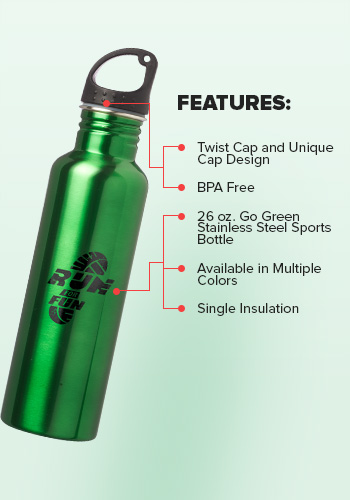 FEATURES:
Twist Cap and Unique
Cap Design
BPA Free
26 oz. Go Green
Stainless Steel Sports
Bottle
Available in Multiple
Colors
Single Insulation
RUN
FUN